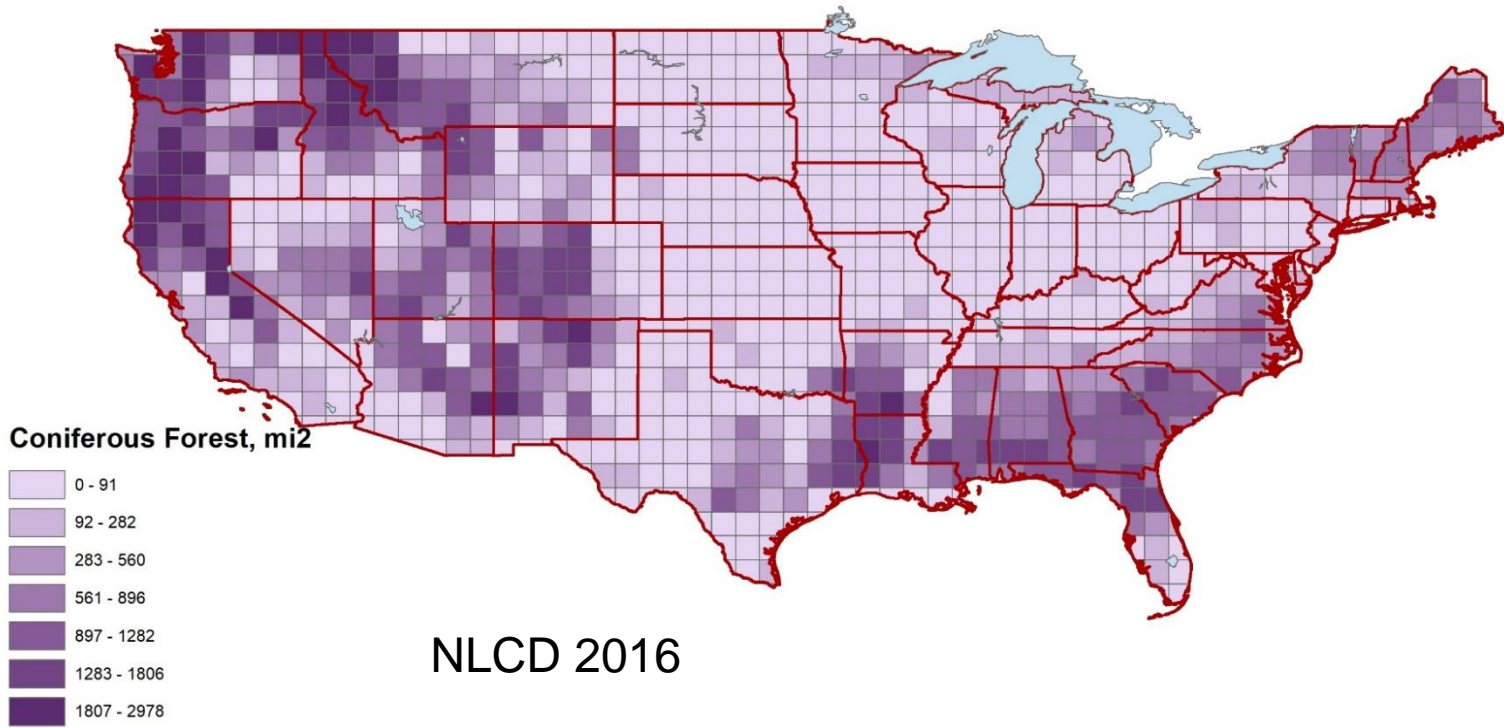 Coniferous Forest, mi2
0 - 91
92 - 282
283 - 560
561 - 896
897 - 1282
1283 - 1806
1807 - 2978
NLCD 2016